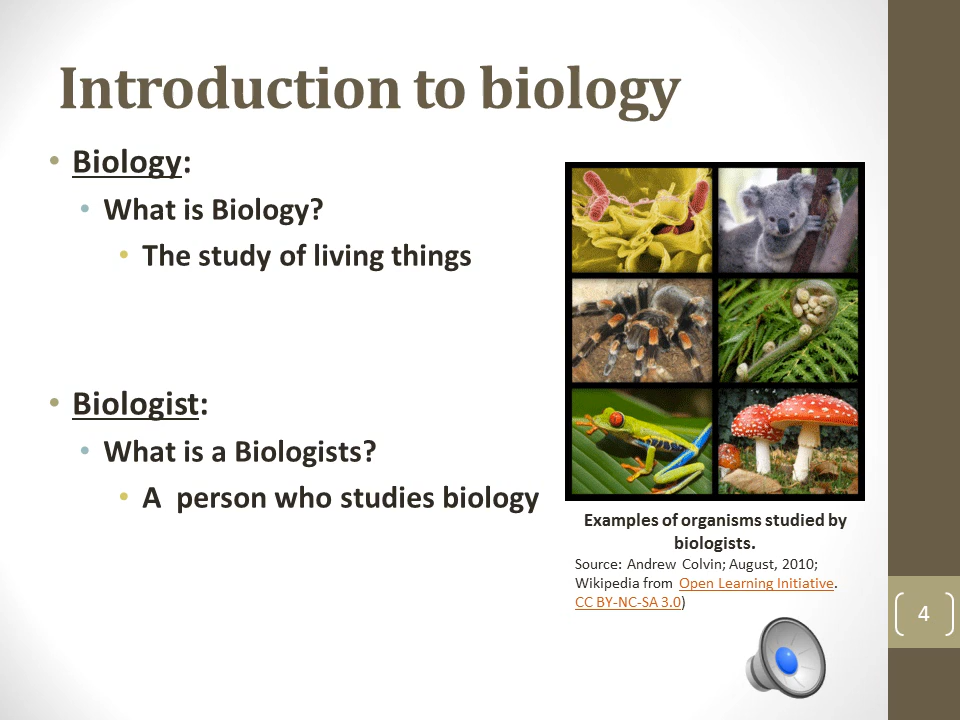 Introduction to biology
• Biology:
• What is Biology?
• The study of living things
• Biologist:
• What is a Biologists?
• A  person who studies biology
Examples of organisms studied by
biologists.
Source: Andrew Colvin; August, 2010;
Wikipedia from Open Learning Initiative.
CC BY-NC-SA 3.0)
4